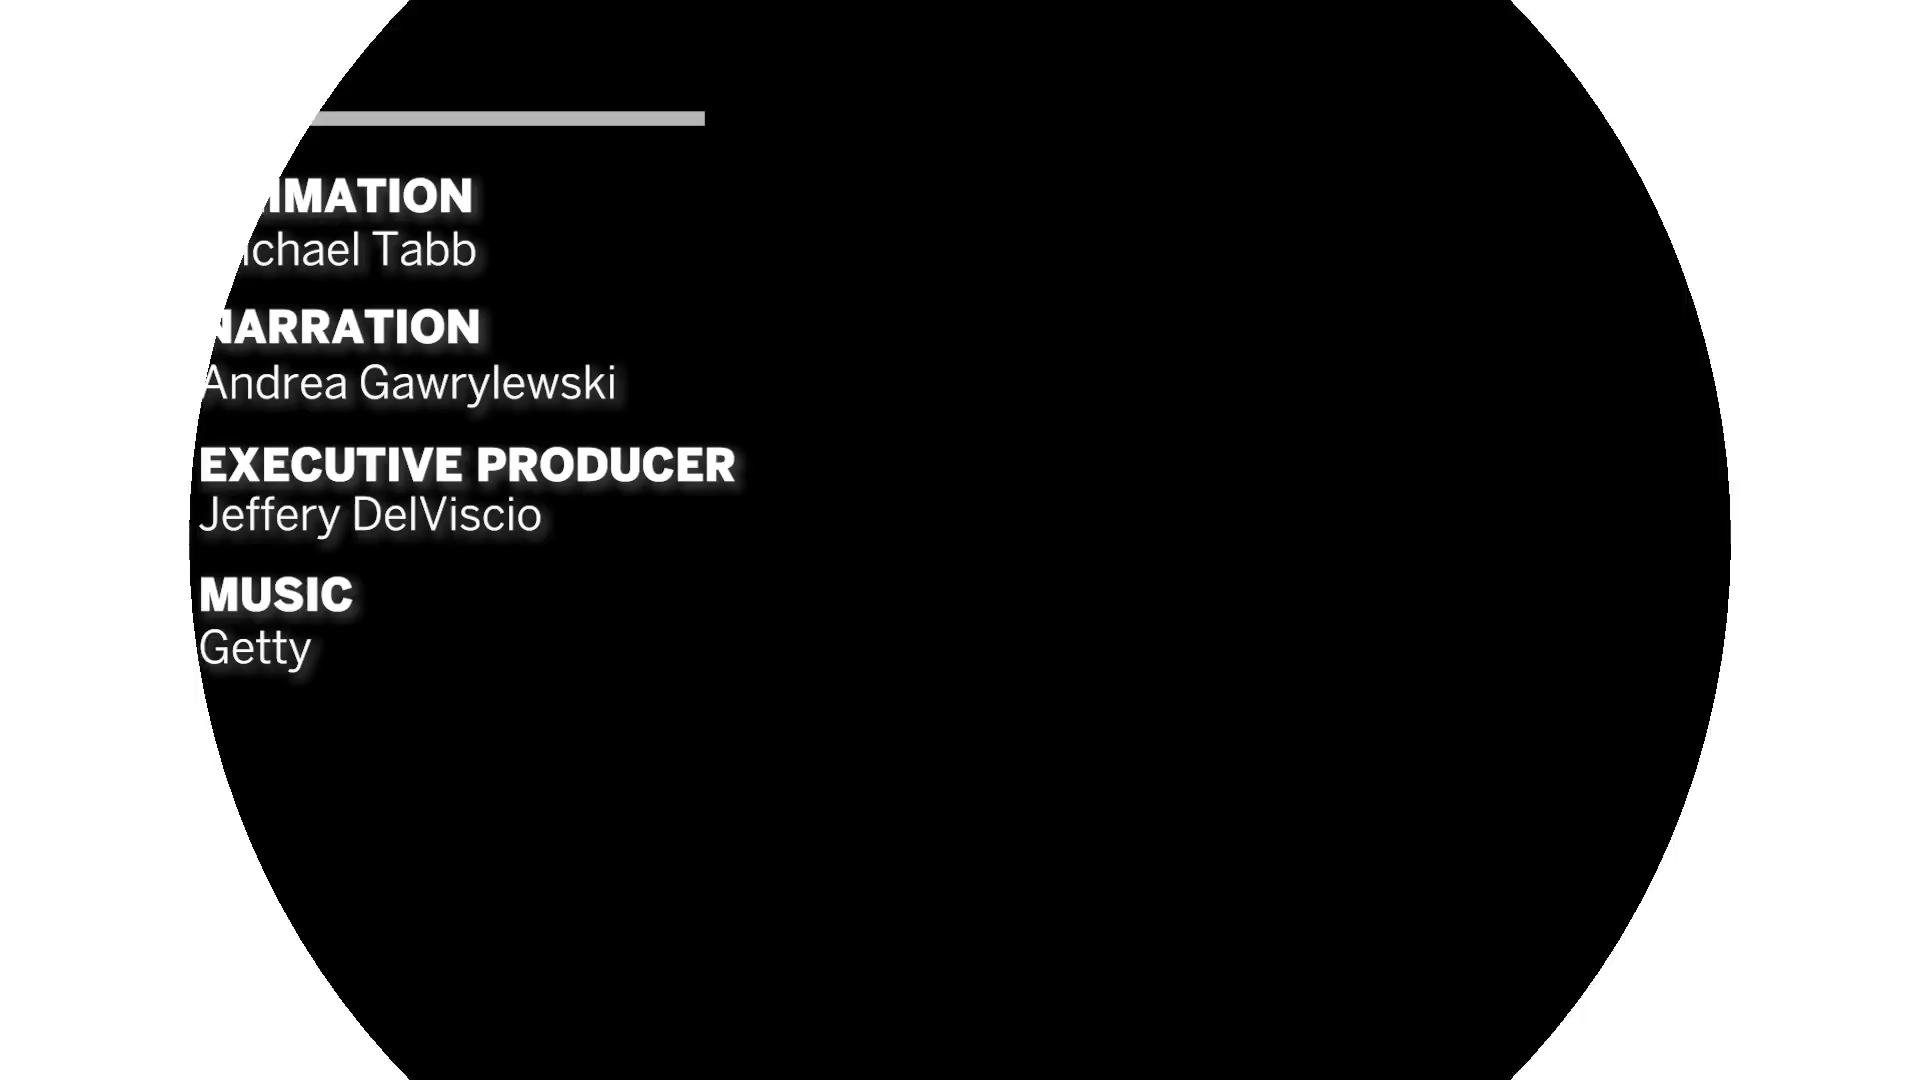 IMATION
ichael Tabb
NARRATION
Andrea Gawrylewski
EXECUTIVE PRODUCER
Jeffery DelViscio
MUSIC
Getty